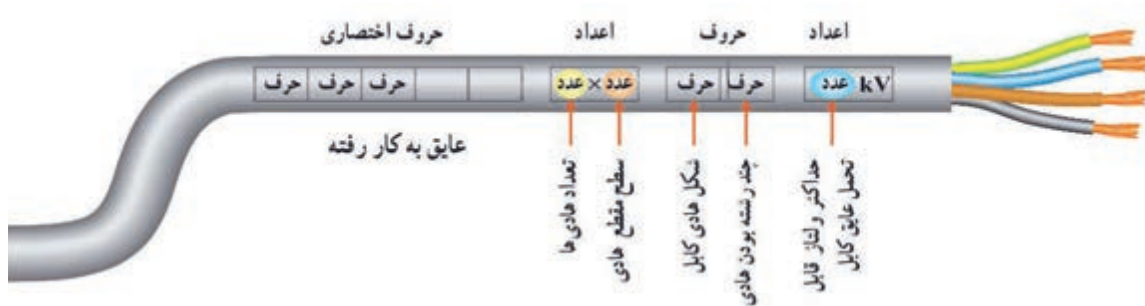 حروف اختصاری
اعداد
حروف
اعداد
حرف حرف حرف
عدد × عدد
حرف حرف
عدد kV
عایق به کار رفته
تعداد هادی‌ها
سطح مقطع هادی
شکل هادی کابل
چند رشته بودن هادی
حداکثر ولتاژ قابل
تحمل عایق کابل